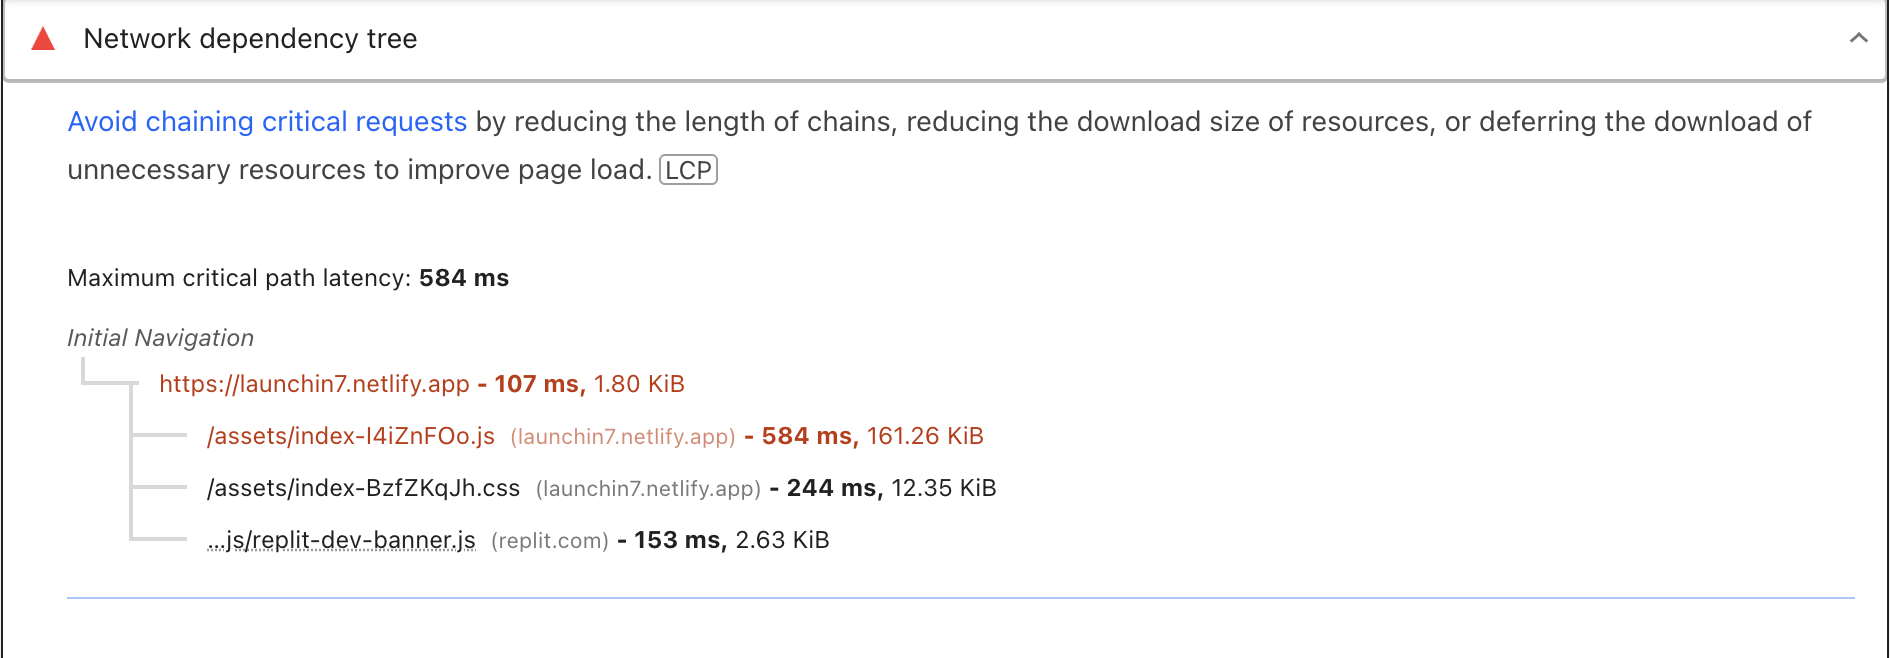 Network dependency tree
Avoid chaining critical requests by reducing the length of chains, reducing the download size of resources, or deferring the download of
unnecessary resources to improve page load. LCP
Maximum critical path latency: 584 ms
Initial Navigation
https://launchin7.netlify.app - 107 ms, 1.80 KiB
/assets/index-I4iZnFOo.js (launchin7.netlify.app) - 584 ms, 161.26 KiB
/assets/index-BzfZKqJh.css (launchin7.netlify.app) - 244 ms, 12.35 KiB
…js/replit-dev-banner.js (replit.com) - 153 ms, 2.63 KiB